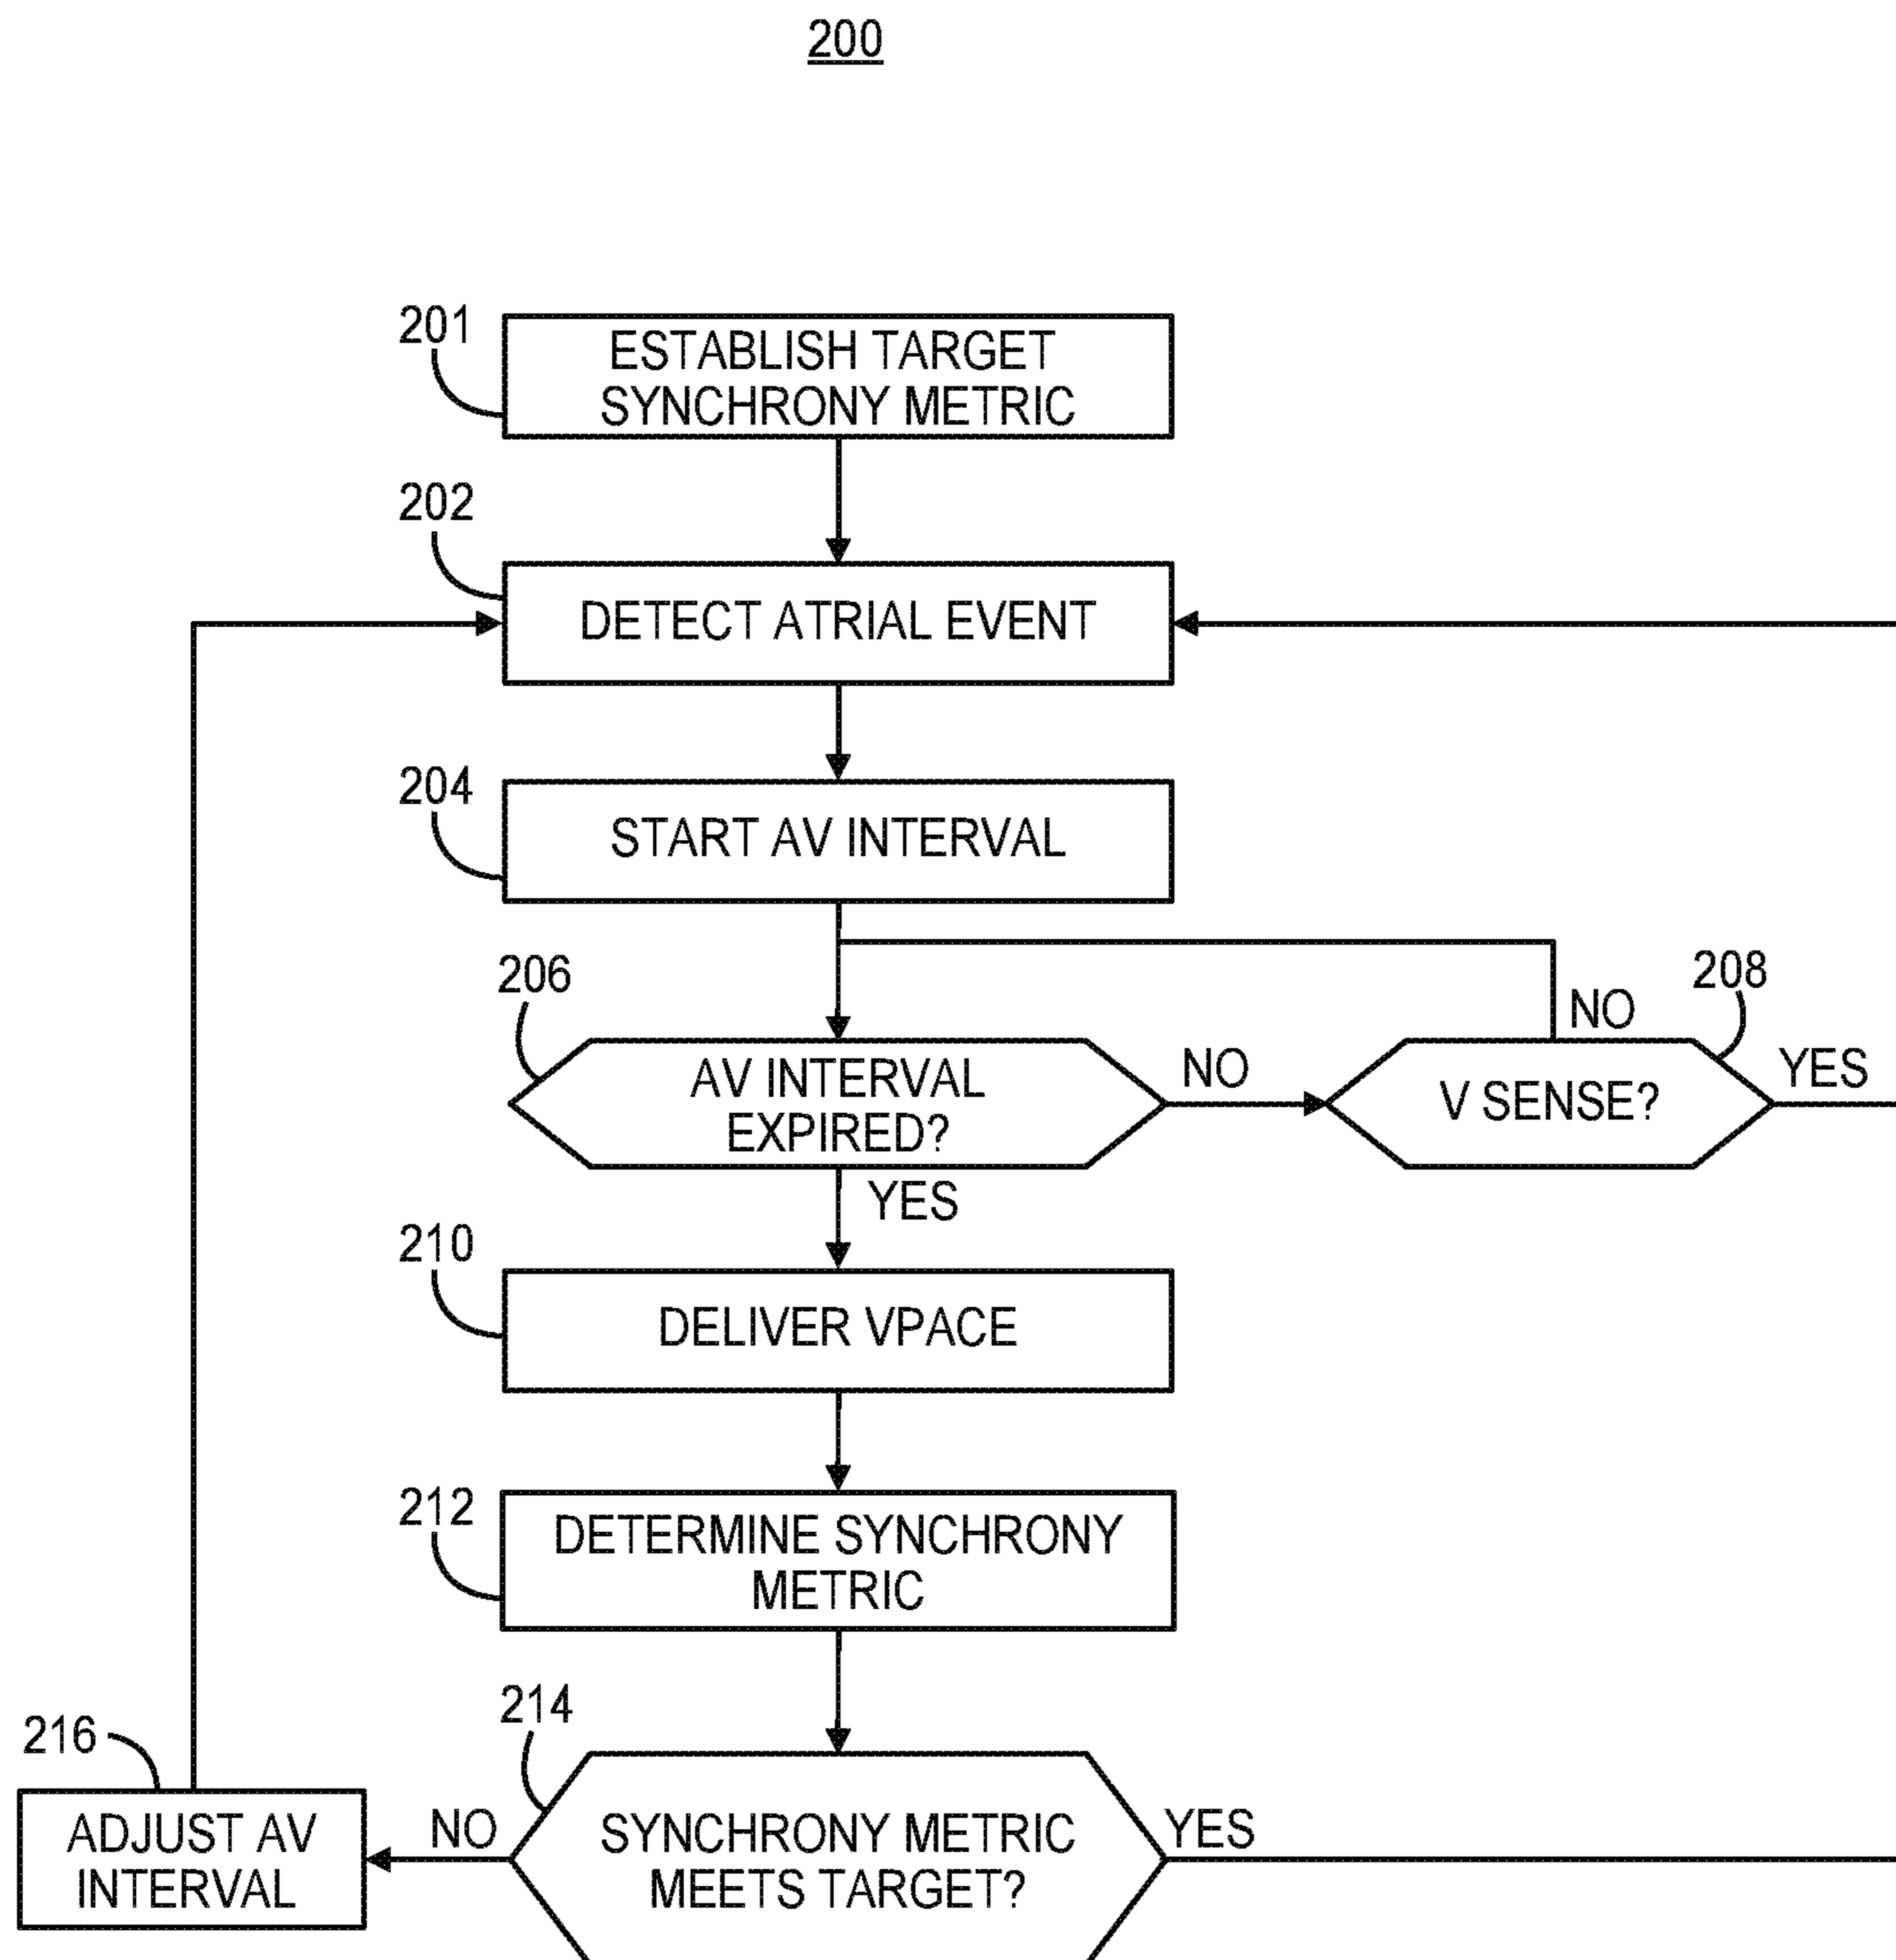 200
201
ESTABLISH TARGET
SYNCHRONY METRIC
202
DETECT ATRIAL EVENT
204
START AV INTERVAL
206
AV INTERVAL
EXPIRED?
NO
208
NO
V SENSE?
YES
YES
210
DELIVER VPACE
212
DETERMINE SYNCHRONY
METRIC
214
SYNCHRONY METRIC
MEETS TARGET?
YES
NO
216
ADJUST AV
INTERVAL